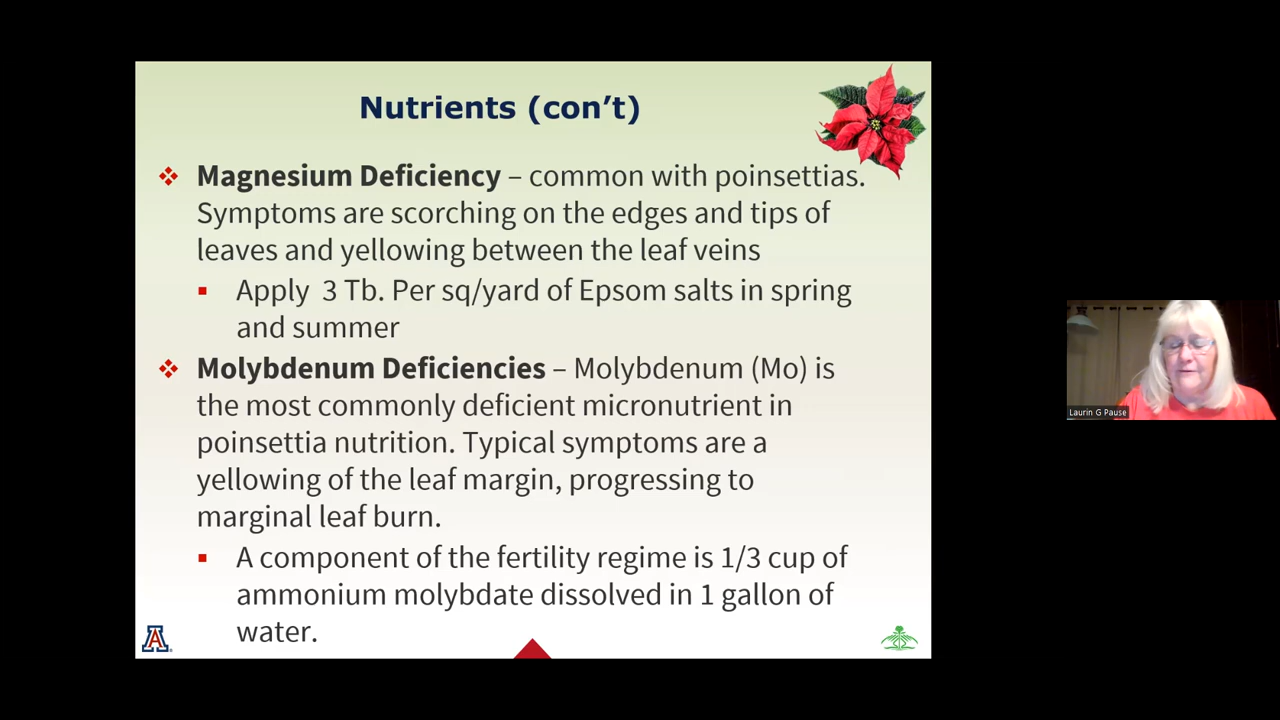 Nutrients (con’t)
Magnesium Deficiency – common with poinsettias.
Symptoms are scorching on the edges and tips of
leaves and yellowing between the leaf veins
Apply  3 Tb. Per sq/yard of Epsom salts in spring
and summer
Molybdenum Deficiencies – Molybdenum (Mo) is
the most commonly deficient micronutrient in
poinsettia nutrition. Typical symptoms are a
yellowing of the leaf margin, progressing to
marginal leaf burn.
A component of the fertility regime is 1/3 cup of
ammonium molybdate dissolved in 1 gallon of
water.
A
Laurin G Pause